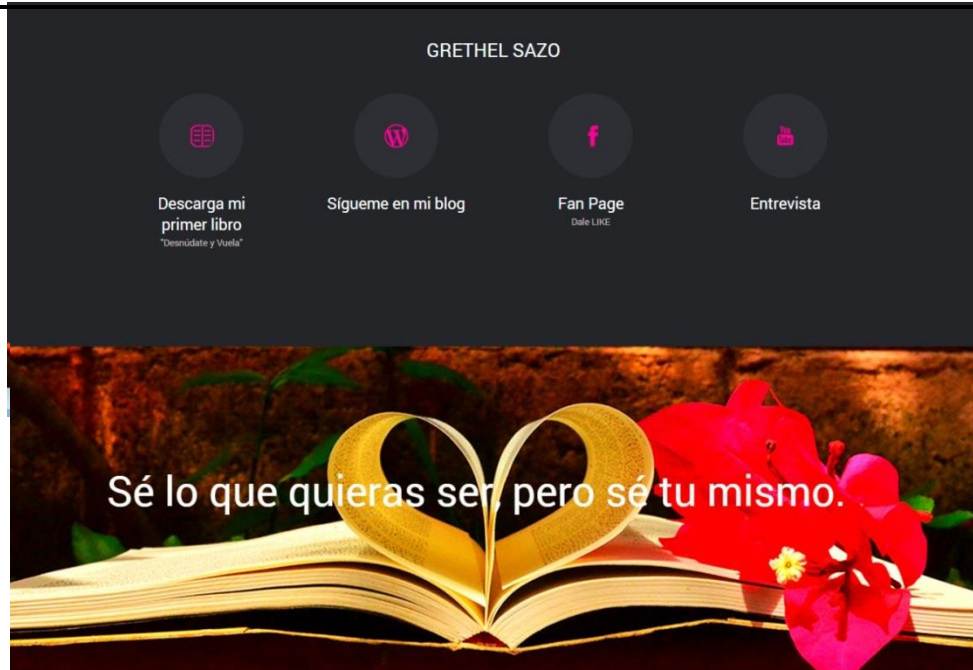 GRETHEL SAZO
Descarga mi
primer libro
"Desnúdate y Vuela"
Sígueme en mi blog
Fan Page
Dale LIKE
Entrevista
Sé lo que quieras ser, pero sé tu mismo.